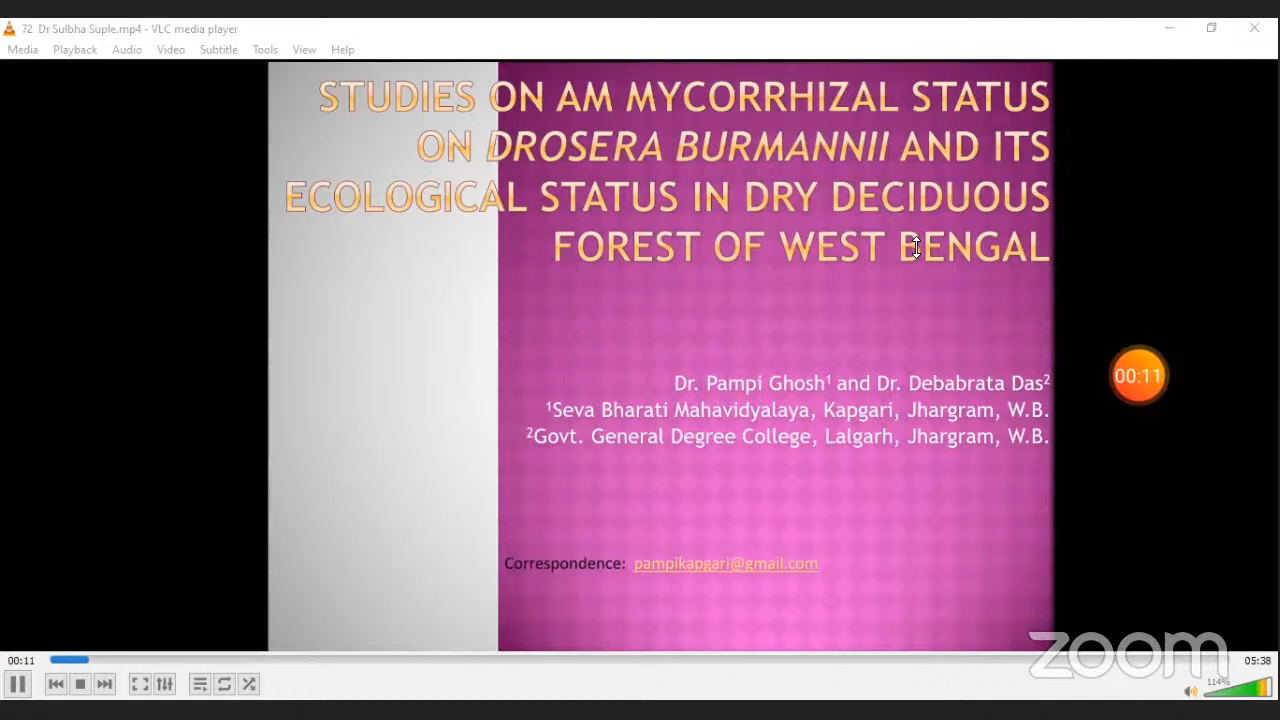 72 Dr Sulbha Suple.mp4 - VLC media player
Media Playback Audio Video Subtitle Tools View Help
STUDIES ON AM MYCORRHIZAL STATUS
ON DROSERA BURMANNII AND ITS
ECOLOGICAL STATUS IN DRY DECIDUOUS
FOREST OF WEST BENGAL
Dr. Pampi Ghosh¹ and Dr. Debabrata Das²
¹Seva Bharati Mahavidyalaya, Kapgari, Jhargram, W.B.
²Govt. General Degree College, Lalgarh, Jhargram, W.B.
00:11
Correspondence: pampikapgari@gmail.com
zoom
00:11 05:38
114%